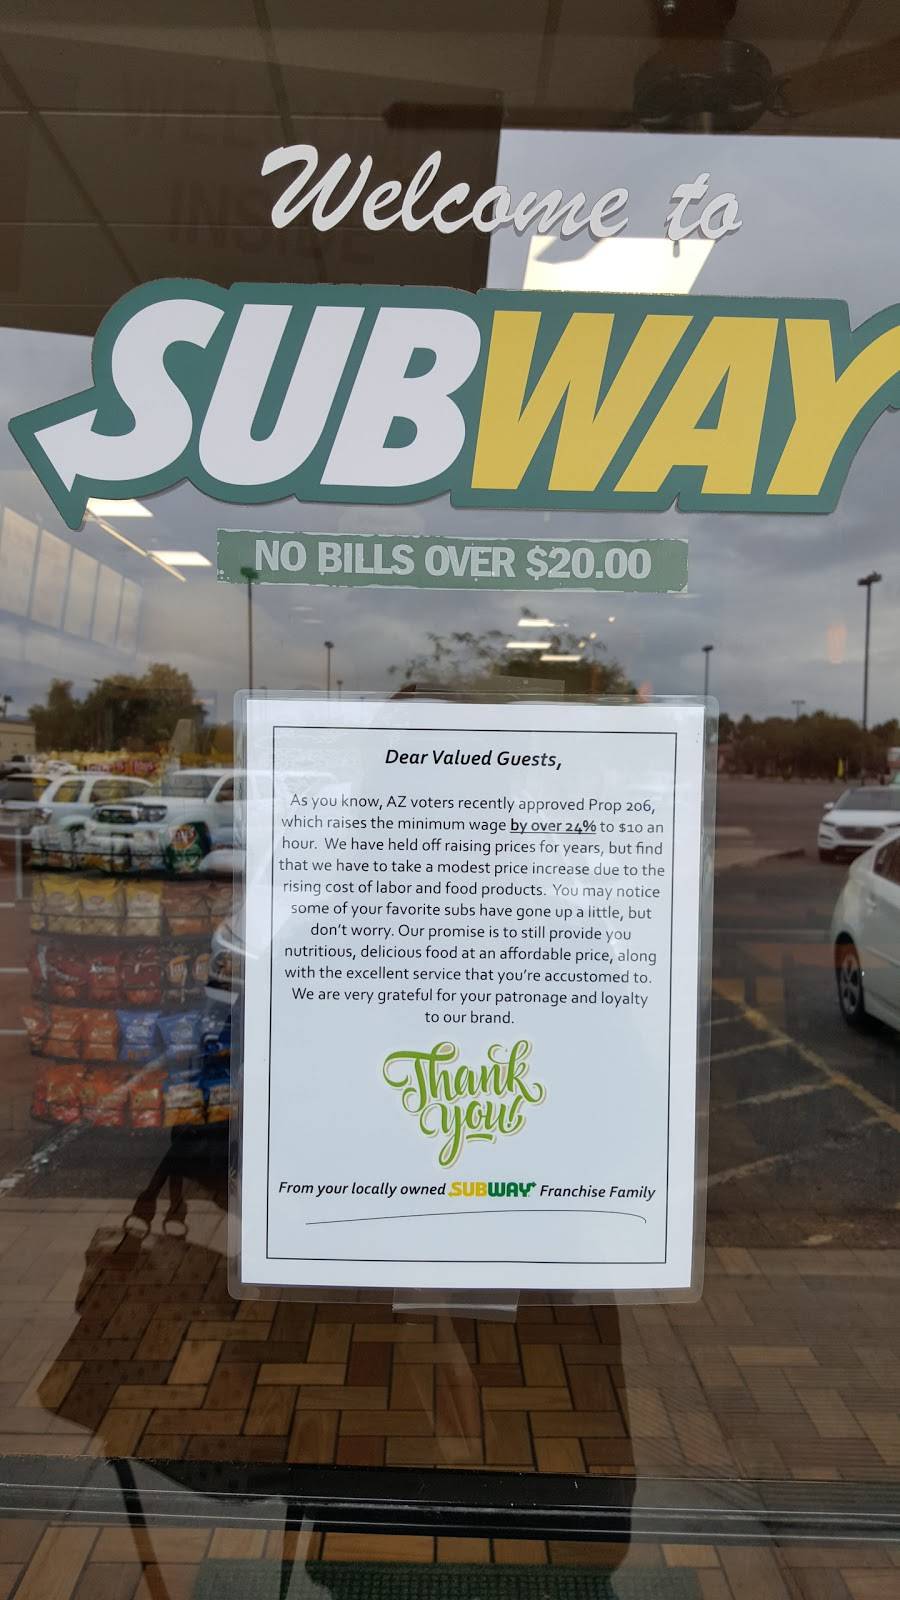 Welcome to
SUBWAY
NO BILLS OVER $20.00
Dear Valued Guests,
As you know, AZ voters recently approved Prop 206,
which raises the minimum wage by over 24% to $10 an
hour. We have held off raising prices for years, but find
that we have to take a modest price increase due to the
rising cost of labor and food products. You may notice
some of your favorite subs have gone up a little, but
don't worry. Our promise is to still provide you
nutritious, delicious food at an affordable price, along
with the excellent service that you're accustomed to.
We are very grateful for your patronage and loyalty
to our brand.
Thank
you!
From your locally owned SUBWAY Franchise Family